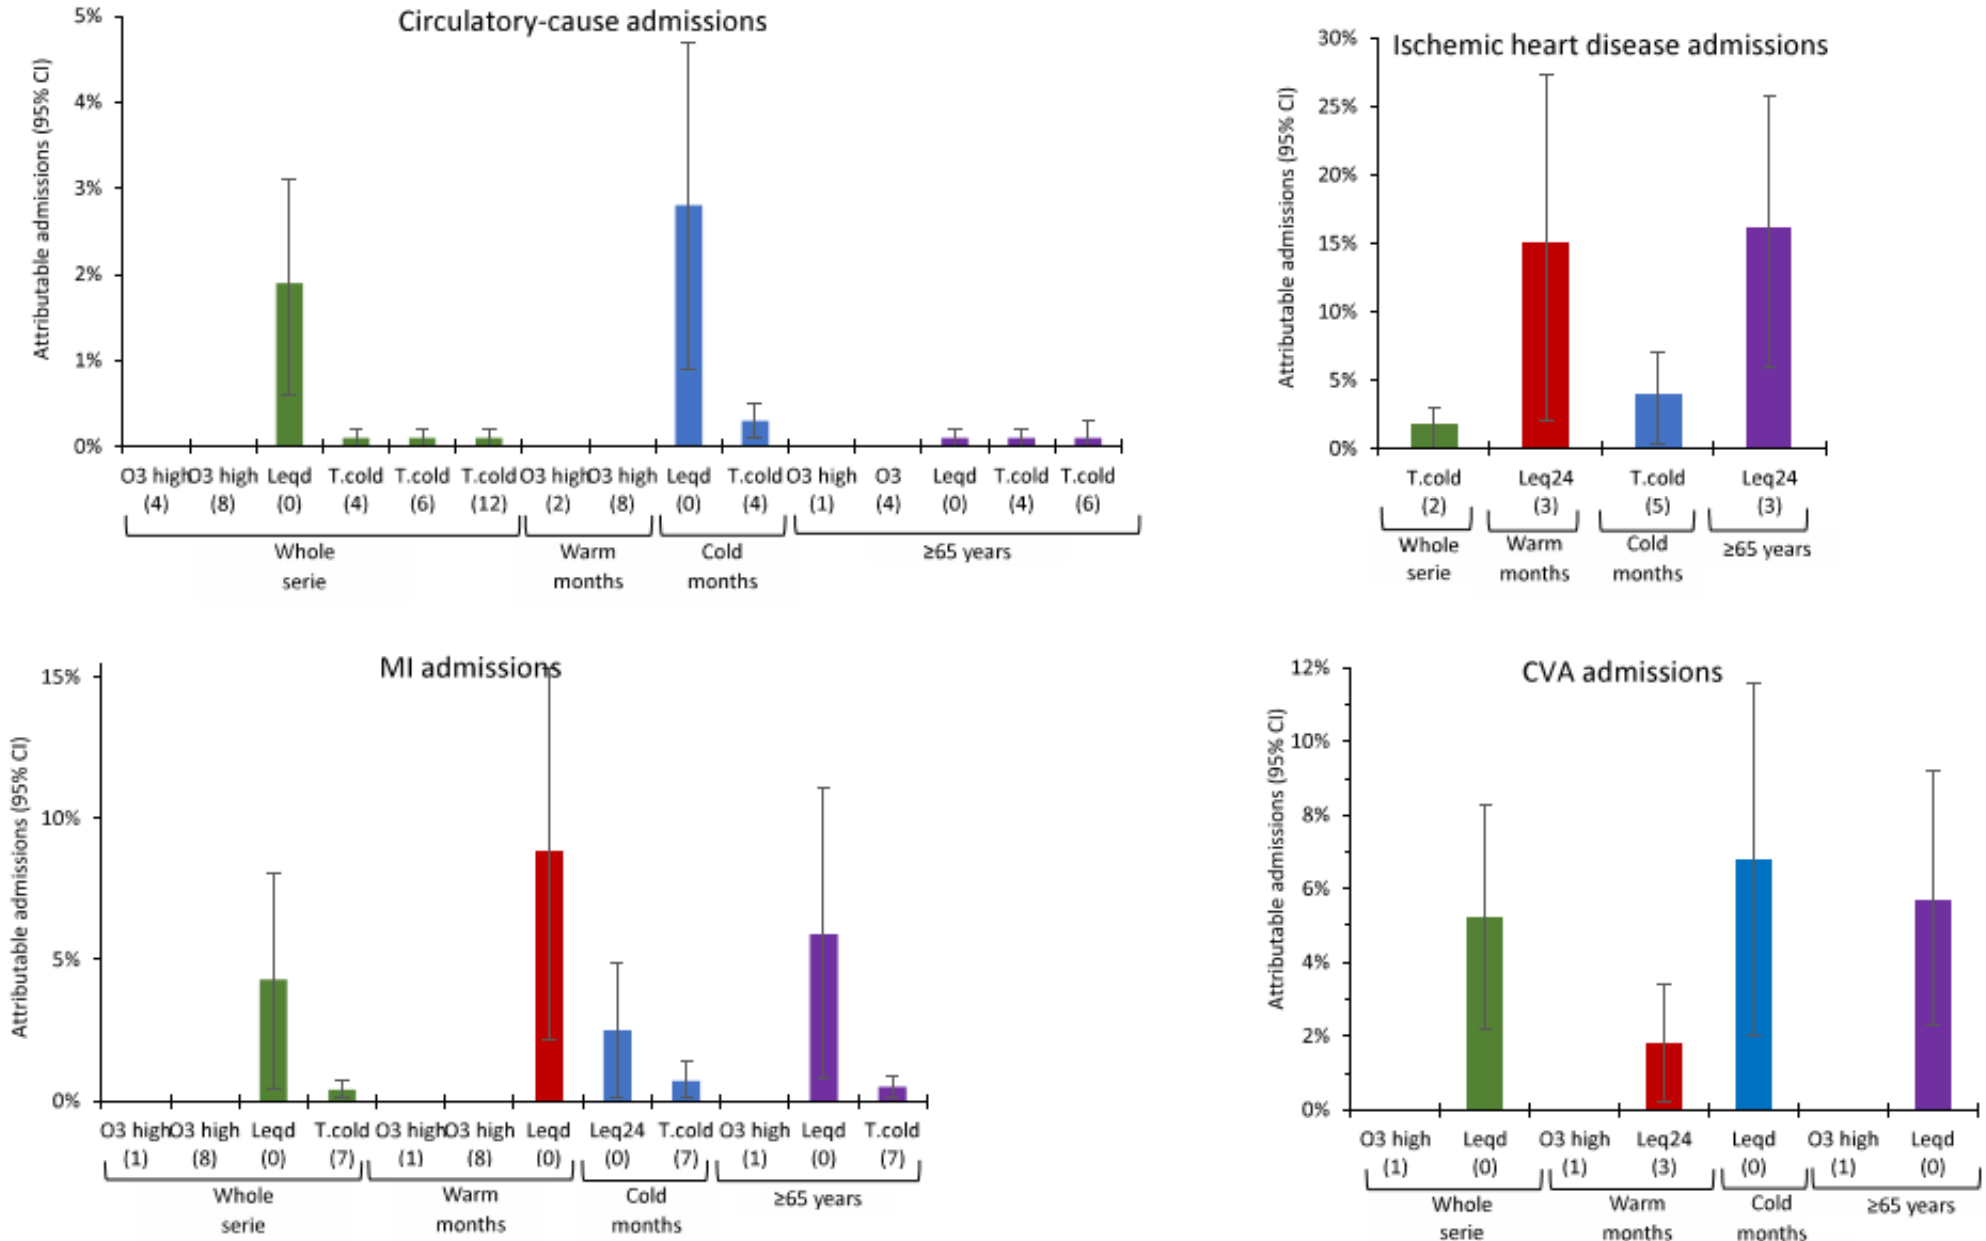 Circulatory-cause admissions
Attributable admissions (95% CI)
5%
4%
3%
2%
1%
0%
O3 high O3 high Leqd T.cold T.cold T.cold O3 high O3 high Leqd T.cold O3 high O3 Leqd T.cold T.cold
(4) (8) (0) (4) (6) (12) (2) (8) (0) (4) (1) (4) (0) (4) (6)
Whole Warm Cold ≥65 years
serie months months
Ischemic heart disease admissions
Attributable admissions (95% CI)
30%
25%
20%
15%
10%
5%
0%
T.cold Leq24 T.cold Leq24
(2) (3) (5) (3)
Whole Warm Cold ≥65 years
serie months months
MI admissions
Attributable admissions (95% CI)
15%
10%
5%
0%
O3 high O3 high Leqd T.cold O3 high O3 high Leqd Leq24 T.cold O3 high Leqd T.cold
(1) (8) (0) (7) (1) (8) (0) (0) (7) (1) (0) (7)
Whole Warm Cold ≥65 years
serie months months
CVA admissions
Attributable admissions (95% CI)
12%
10%
8%
6%
4%
2%
0%
O3 high Leqd O3 high Leq24 Leqd O3 high Leqd
(1) (0) (1) (3) (0) (1) (0)
Whole Warm Cold ≥65 years
serie months months